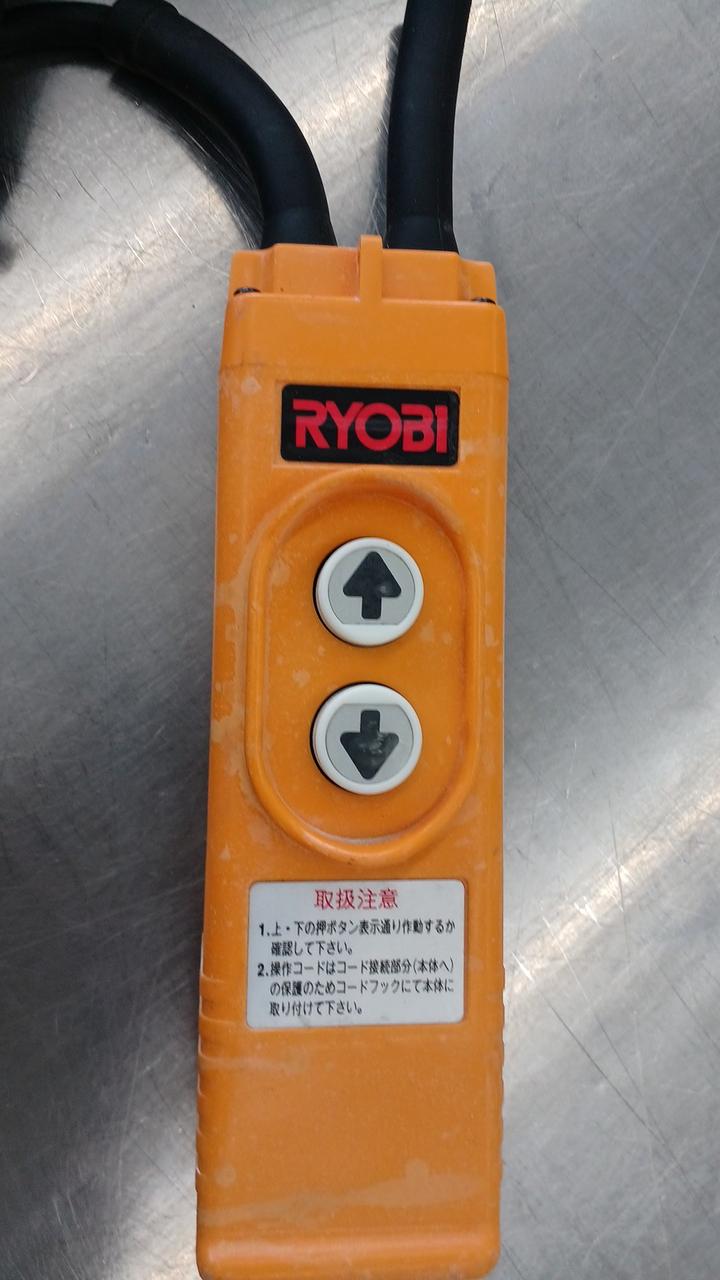 RYOBI
取扱注意
1.上・下の押ボタン表示通り作動するか
確認して下さい。
2.操作コードはコード接続部分(本体へ)
の保護のためコードフックにて本体に
取り付けて下さい。